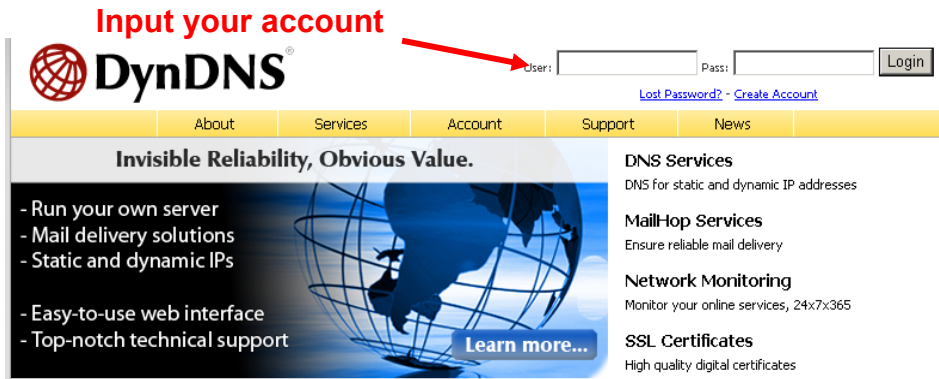 Input your account
DynDNS®
User: Pass: Login
Lost Password? - Create Account
About Services Account Support News
Invisible Reliability, Obvious Value.
- Run your own server
- Mail delivery solutions
- Static and dynamic IPs
- Easy-to-use web interface
- Top-notch technical support
Learn more...
DNS Services
DNS for static and dynamic IP addresses
MailHop Services
Ensure reliable mail delivery
Network Monitoring
Monitor your online services, 24x7x365
SSL Certificates
High quality digital certificates